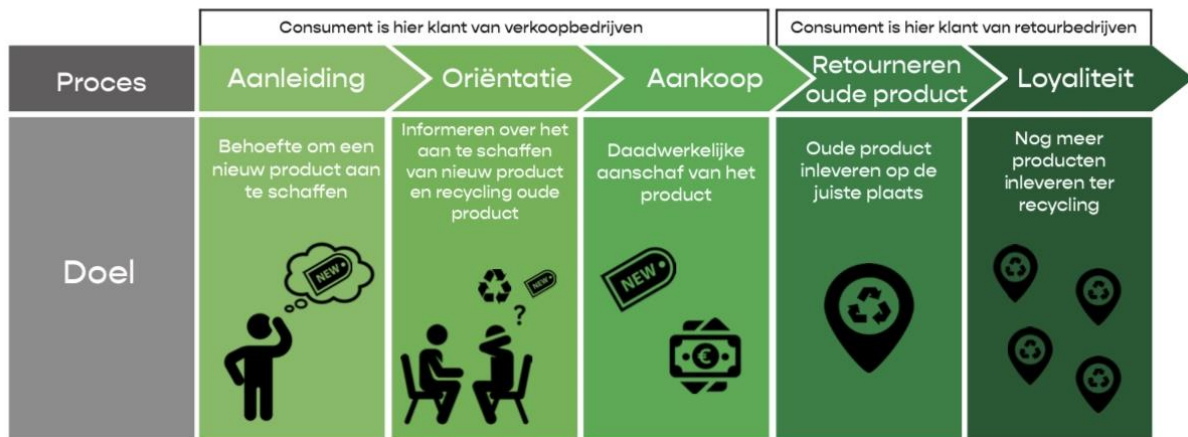 Consument is hier klant van verkoopbedrijven
Consument is hier klant van retourbedrijven
Proces
Aanleiding
Oriëntatie
Aankoop
Retourneren
oude product
Loyaliteit
Doel
Behoefte om een
nieuw product aan
te schaffen
NEW
Informeren over het
aan te schaffen
van nieuw product
en recycling oude
product
NEW
?
Daadwerkelijke
aanschaf van het
product
NEW
€
Oude product
inleveren op de
juiste plaats
Nog meer
producten
inleveren ter
recycling